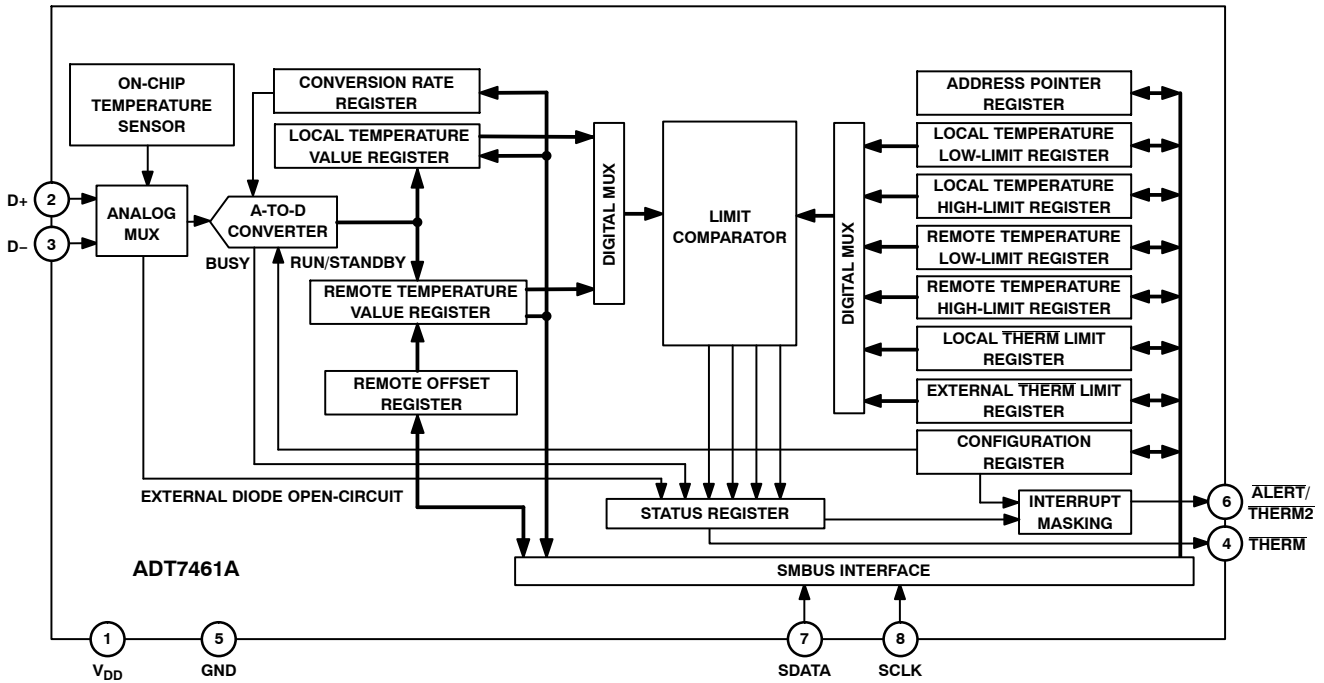 ON-CHIP
TEMPERATURE
SENSOR
CONVERSION RATE
REGISTER
LOCAL TEMPERATURE
VALUE REGISTER
ADDRESS POINTER
REGISTER
LOCAL TEMPERATURE
LOW-LIMIT REGISTER
LOCAL TEMPERATURE
HIGH-LIMIT REGISTER
REMOTE TEMPERATURE
LOW-LIMIT REGISTER
REMOTE TEMPERATURE
HIGH-LIMIT REGISTER
LOCAL THERM LIMIT
REGISTER
EXTERNAL THERM LIMIT
REGISTER
CONFIGURATION
REGISTER
D+
2
D−
3
ANALOG
MUX
A-TO-D
CONVERTER
BUSY
RUN/STANDBY
DIGITAL MUX
LIMIT
COMPARATOR
DIGITAL MUX
REMOTE TEMPERATURE
VALUE REGISTER
REMOTE OFFSET
REGISTER
EXTERNAL DIODE OPEN-CIRCUIT
STATUS REGISTER
INTERRUPT
MASKING
6
ALERT/
THERM2
4
THERM
ADT7461A
SMBUS INTERFACE
1
VDD
5
GND
7
SDATA
8
SCLK